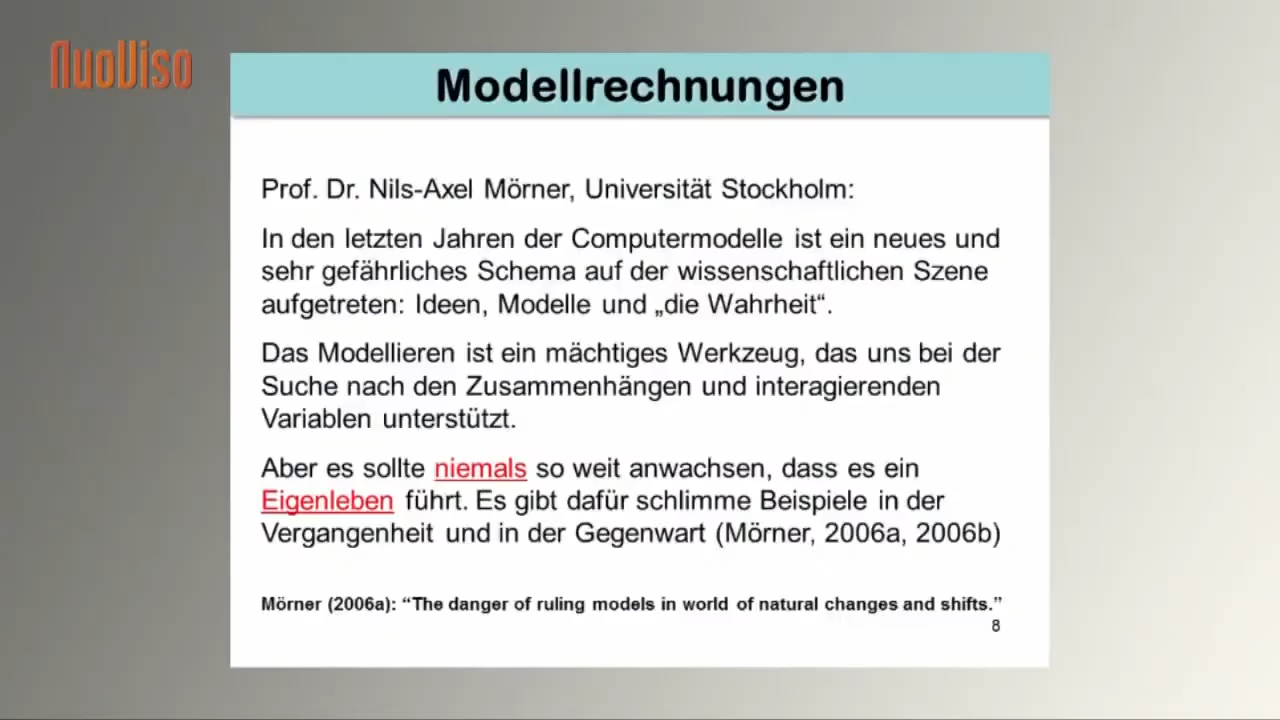 NuoViso
Modellrechnungen
Prof. Dr. Nils-Axel Mörner, Universität Stockholm:
In den letzten Jahren der Computermodelle ist ein neues und
sehr gefährliches Schema auf der wissenschaftlichen Szene
aufgetreten: Ideen, Modelle und „die Wahrheit“.
Das Modellieren ist ein mächtiges Werkzeug, das uns bei der
Suche nach den Zusammenhängen und interagierenden
Variablen unterstützt.
Aber es sollte niemals so weit anwachsen, dass es ein
Eigenleben führt. Es gibt dafür schlimme Beispiele in der
Vergangenheit und in der Gegenwart (Mörner, 2006a, 2006b)
Mörner (2006a): “The danger of ruling models in world of natural changes and shifts.”
8